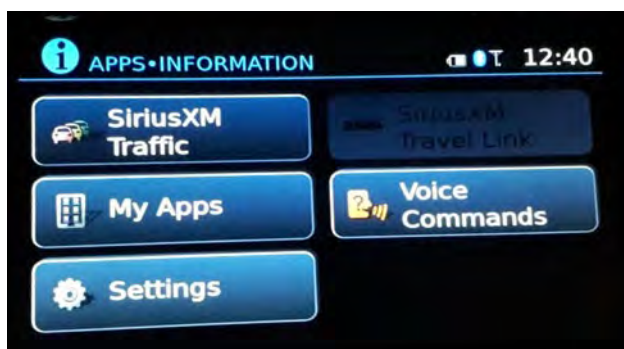 i APPS•INFORMATION 12:40
SiriusXM
Traffic
SiriusXM
Travel Link
My Apps
Voice
Commands
Settings